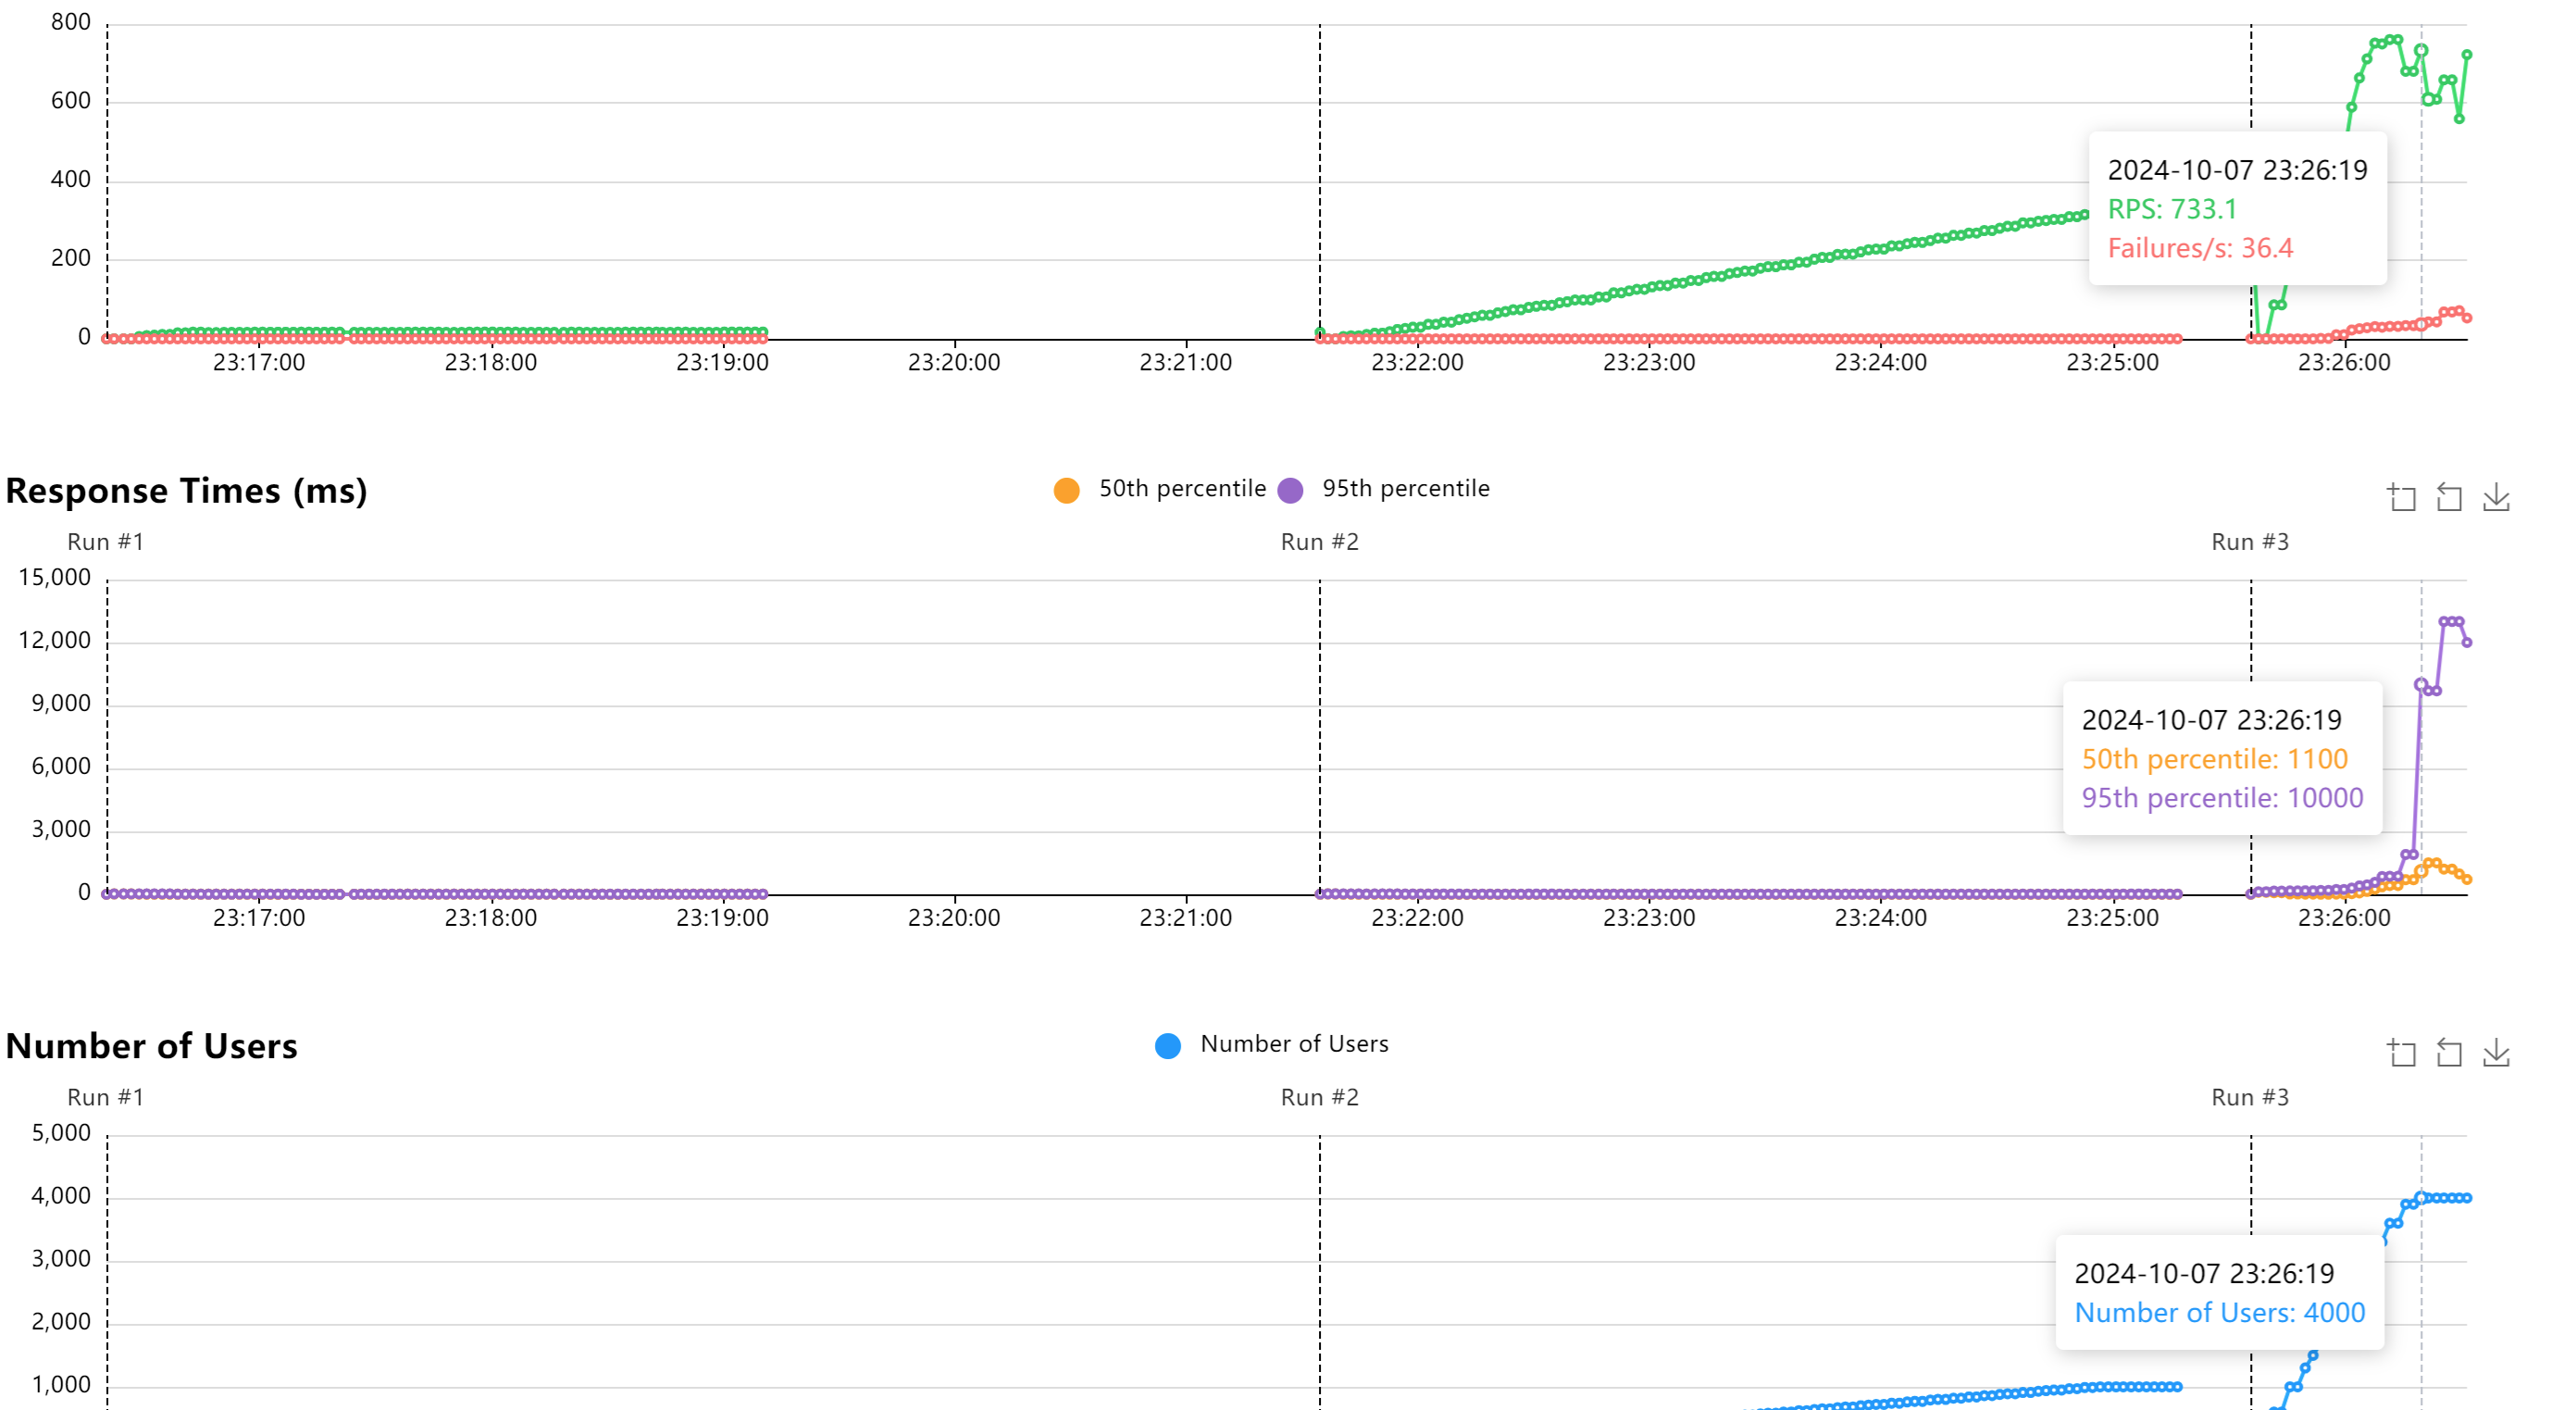 800
600
400
200
0
2024-10-07 23:26:19
RPS: 733.1
Failures/s: 36.4
23:17:00 23:18:00 23:19:00 23:20:00 23:21:00 23:22:00 23:23:00 23:24:00 23:25:00 23:26:00
Response Times (ms)
50th percentile 95th percentile
Run #1 Run #2 Run #3
15,000
12,000
9,000
6,000
3,000
0
2024-10-07 23:26:19
50th percentile: 1100
95th percentile: 10000
23:17:00 23:18:00 23:19:00 23:20:00 23:21:00 23:22:00 23:23:00 23:24:00 23:25:00 23:26:00
Number of Users
Number of Users
Run #1 Run #2 Run #3
5,000
4,000
3,000
2,000
1,000
2024-10-07 23:26:19
Number of Users: 4000